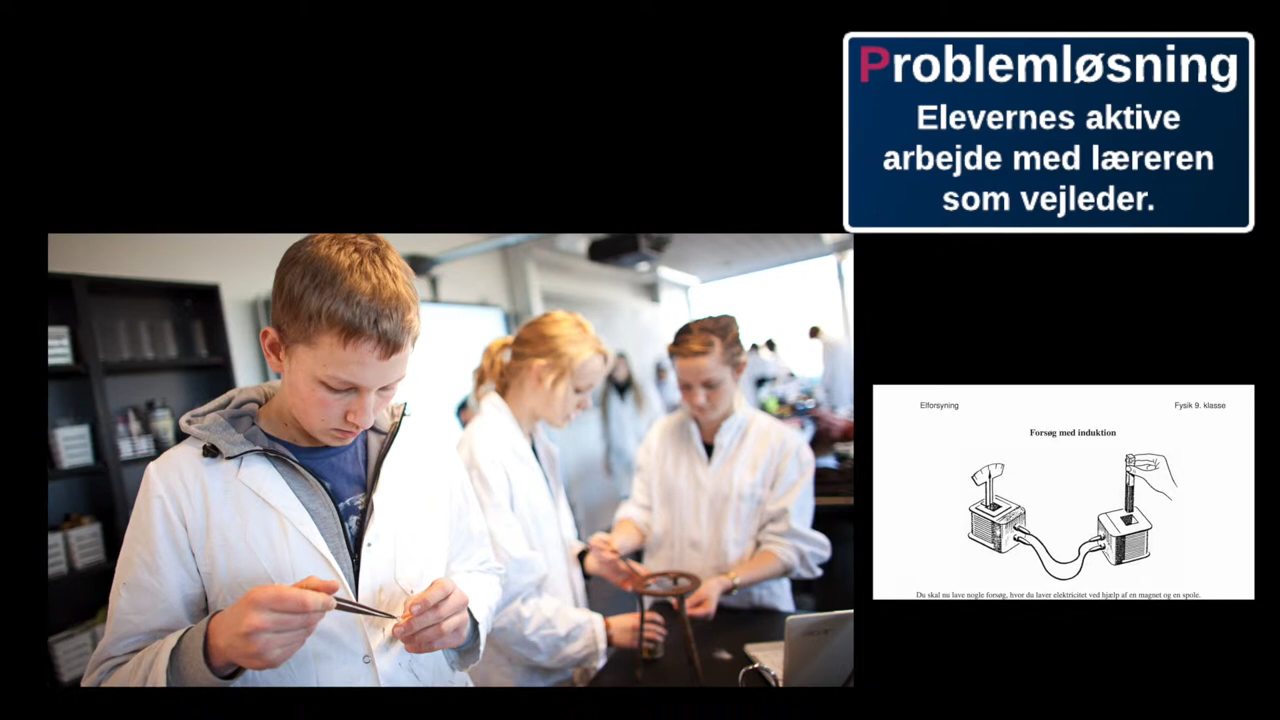 Problemløsning
Elevernes aktive
arbejde med læreren
som vejleder.
Elforsyning
Fysik 9. klasse
Forsøg med induktion
Du skal nu lave nogle forsøg, hvor du laver elektricitet ved hjælp af en magnet og en spole.